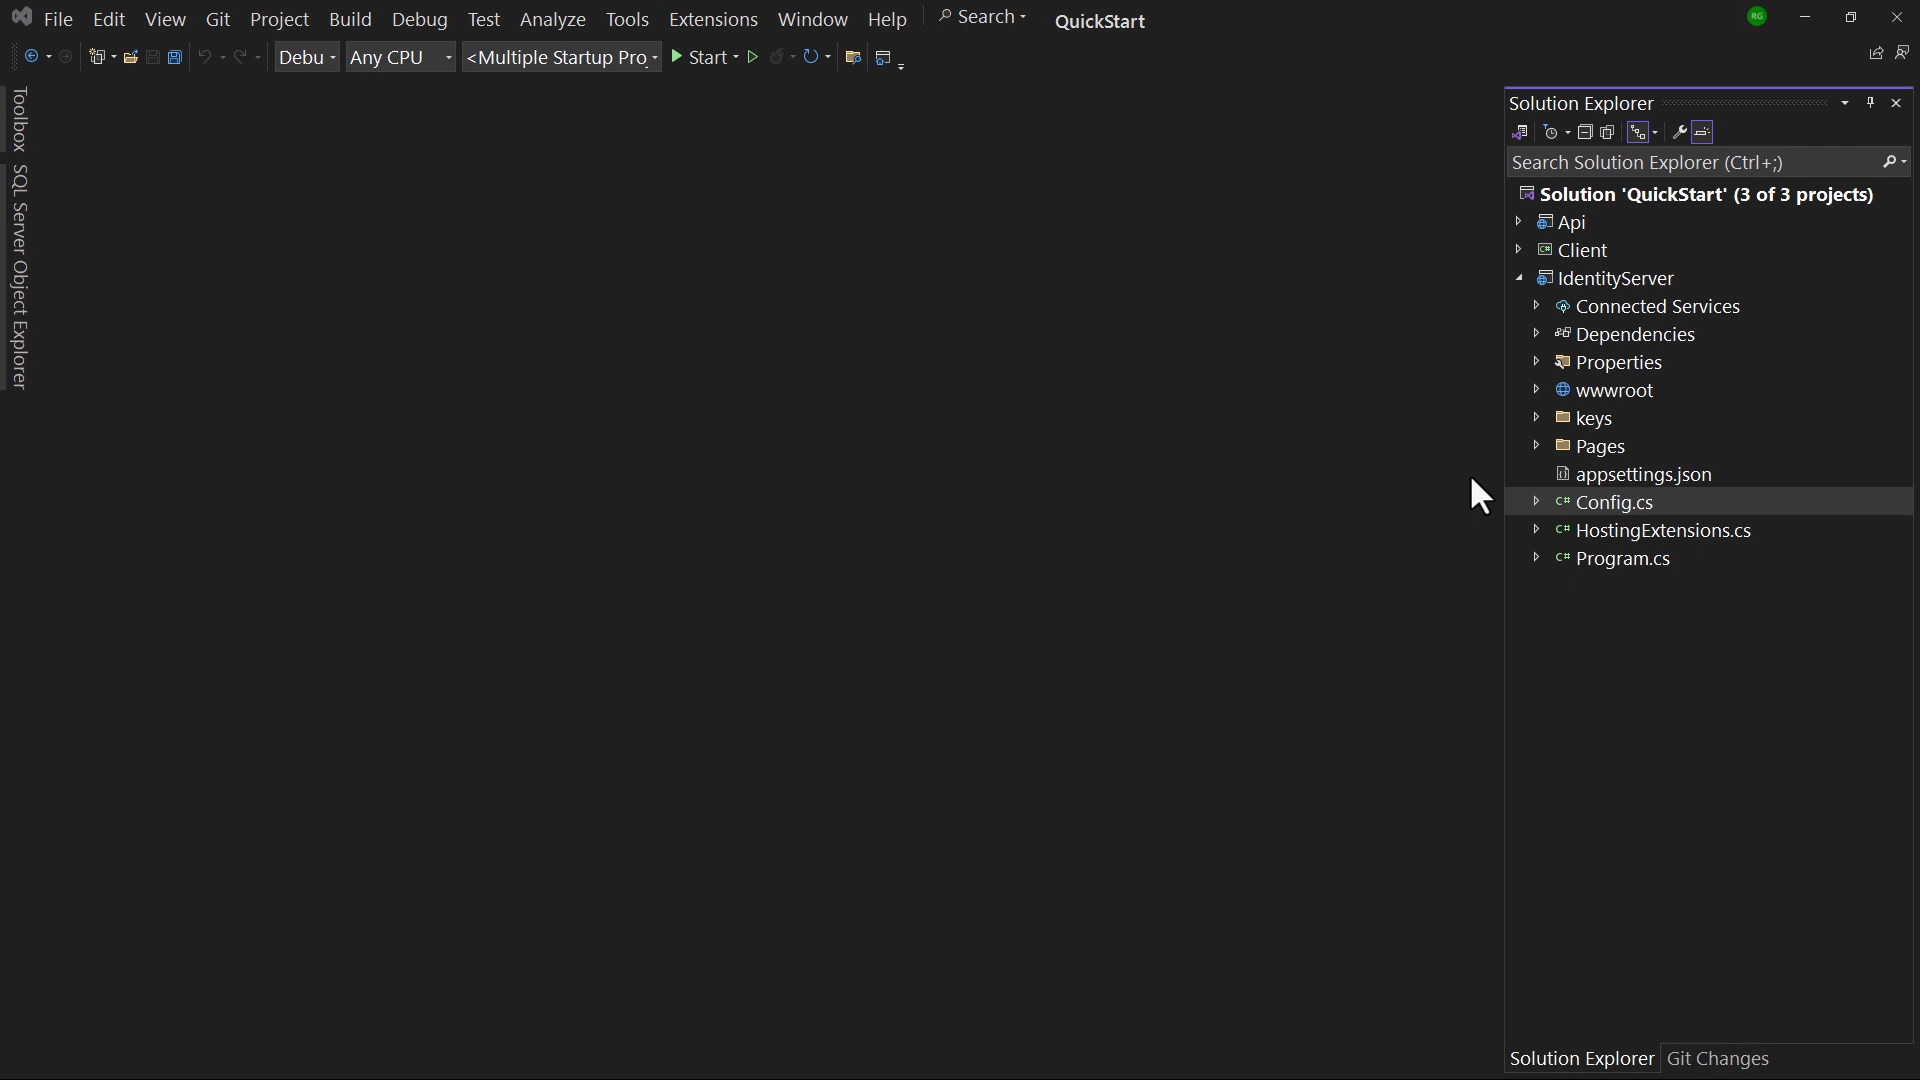 File Edit View Git Project Build Debug Test Analyze Tools Extensions Window Help Search QuickStart RG
Debu Any CPU <Multiple Startup Pro Start
Toolbox
SQL Server Object Explorer
Solution Explorer
Search Solution Explorer (Ctrl+;)
Solution 'QuickStart' (3 of 3 projects)
Api
C# Client
IdentityServer
Connected Services
Dependencies
Properties
wwwroot
keys
Pages
appsettings.json
C# Config.cs
C# HostingExtensions.cs
C# Program.cs
Solution Explorer Git Changes